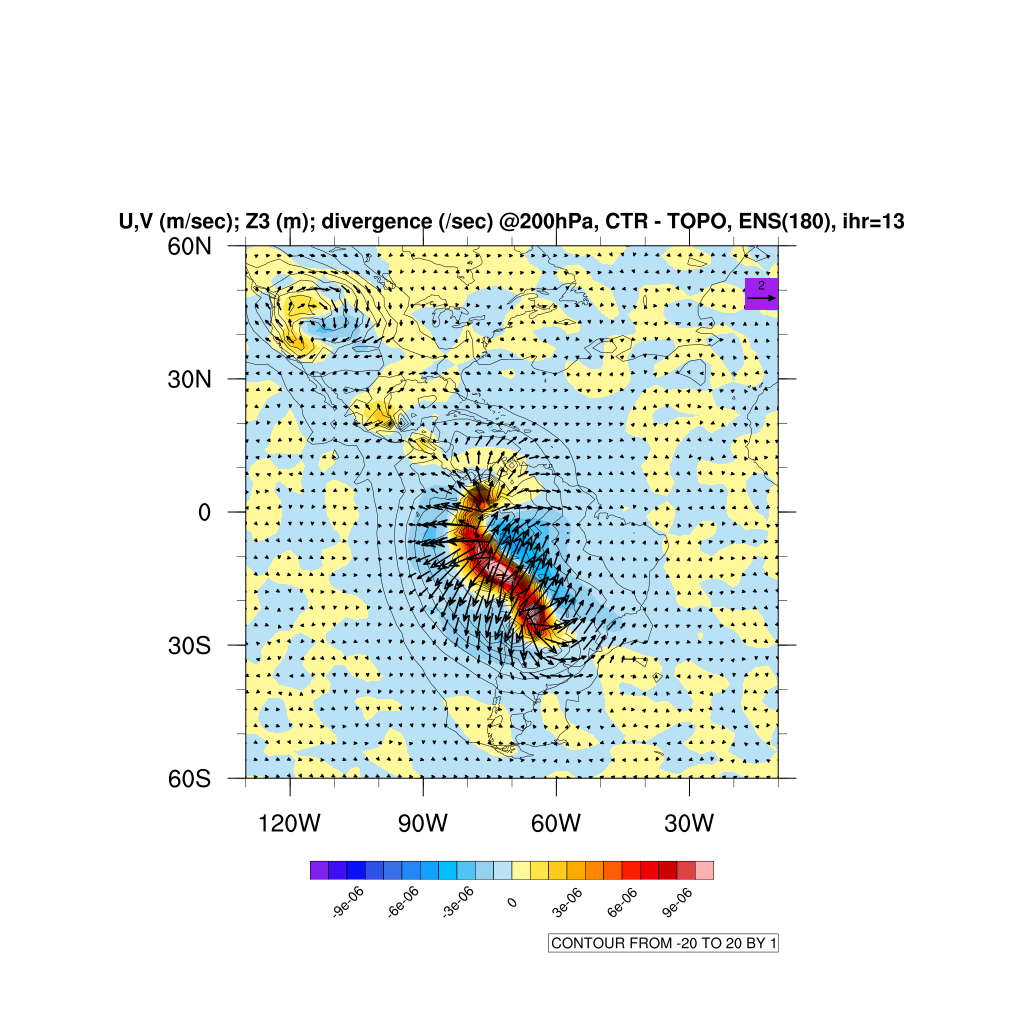 U,V (m/sec); Z3 (m); divergence (/sec) @200hPa, CTR - TOPO, ENS(180), ihr=13
60N
2
30N
0
30S
60S
120W 90W 60W 30W
-9e-06 -6e-06 -3e-06 0 3e-06 6e-06 9e-06
CONTOUR FROM -20 TO 20 BY 1